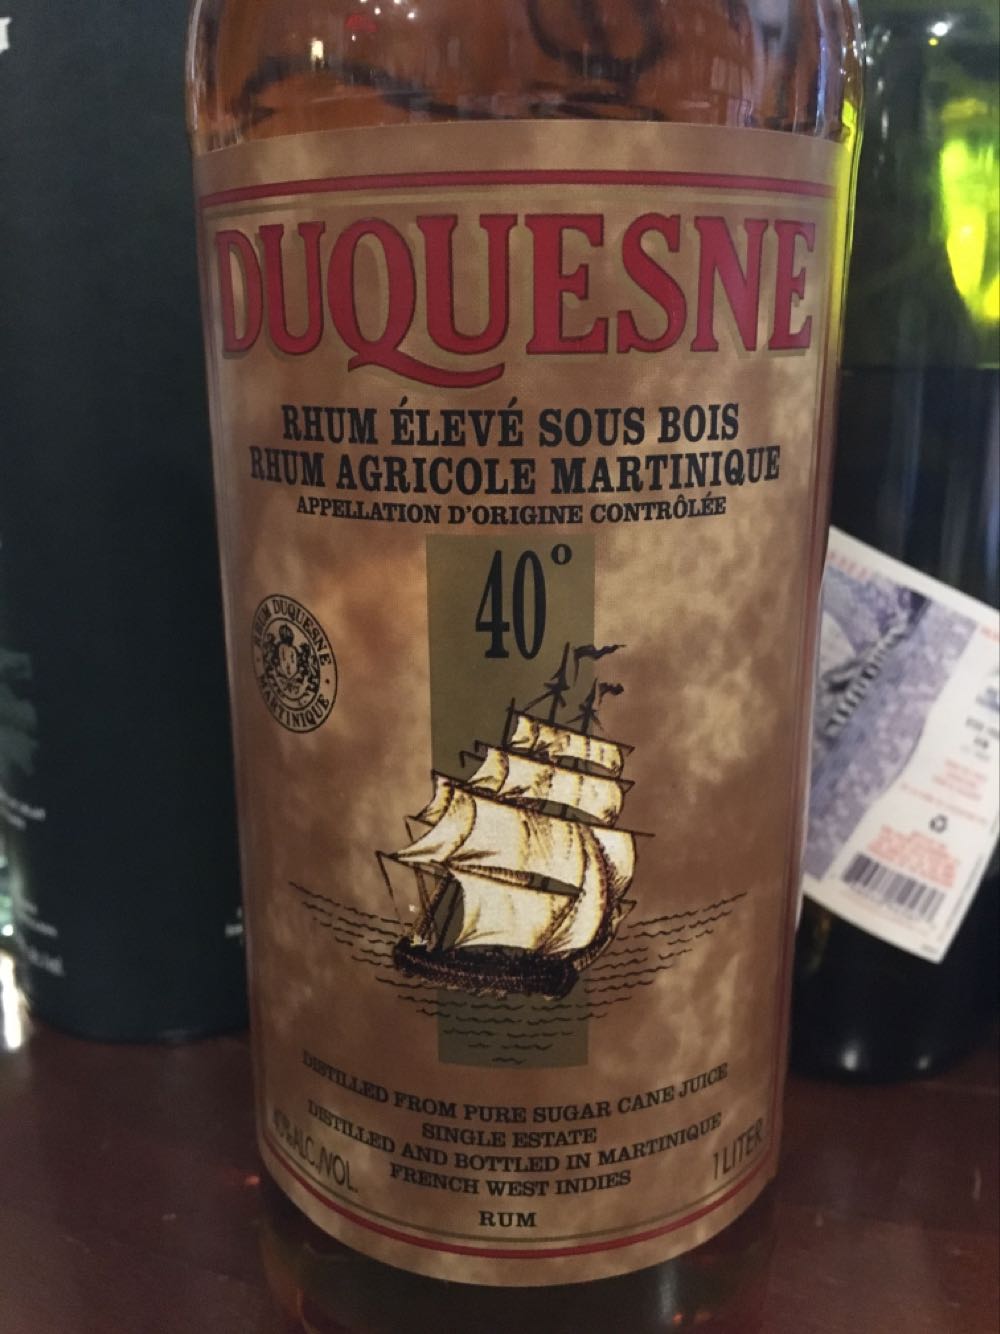 DUQUESNE
RHUM ÉLEVÉ SOUS BOIS
RHUM AGRICOLE MARTINIQUE
APPELLATION D'ORIGINE CONTRÔLÉE
40°
RHUM DUQUESNE
MARTINIQUE
DISTILLED FROM PURE SUGAR CANE JUICE
SINGLE ESTATE
DISTILLED AND BOTTLED IN MARTINIQUE
FRENCH WEST INDIES
40% ALC./VOL.
1 LITER
RUM